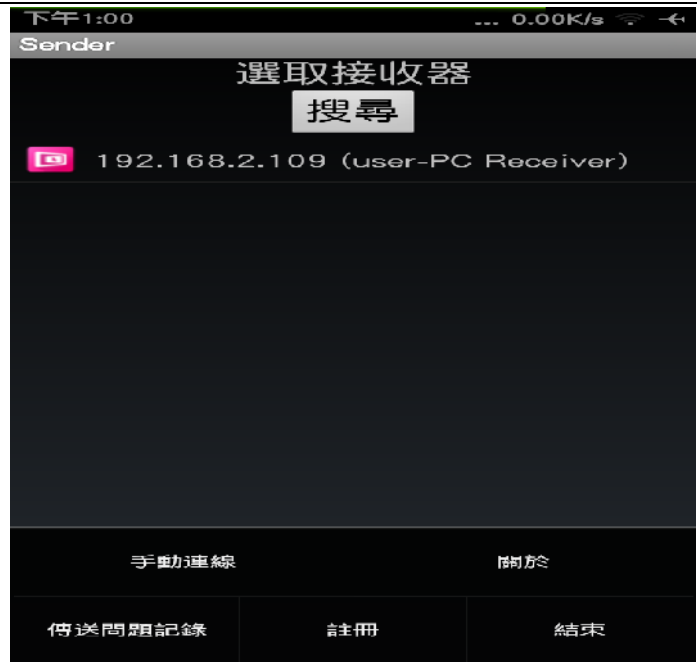 下午1:00 ... 0.00K/s
Sender
選取接收器
搜尋
192.168.2.109 (user-PC Receiver)
手動連線 關於
傳送問題記錄 註冊 結束